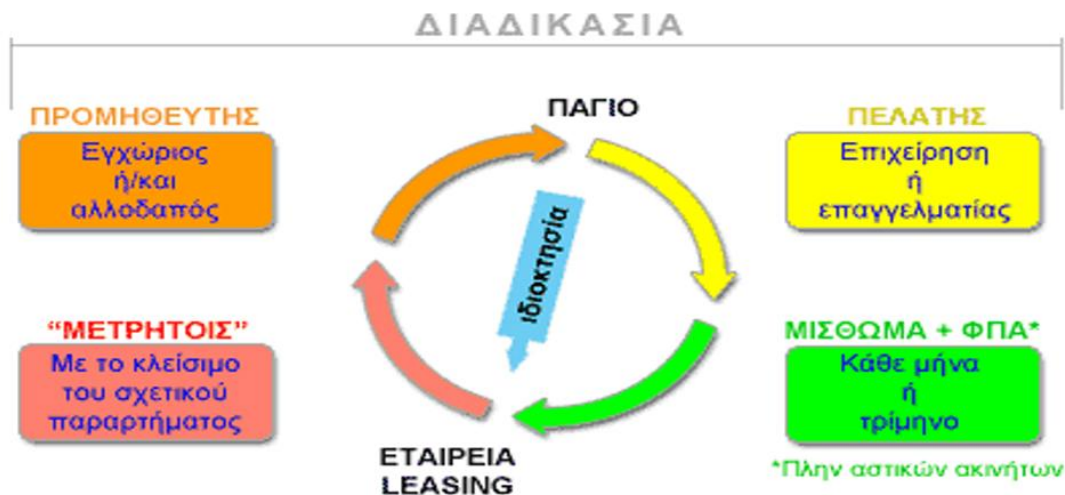 ΔΙΑΔΙΚΑΣΙΑ
ΠΡΟΜΗΘΕΥΤΗΣ
Εγχώριος
ή/και
αλλοδαπός
ΠΑΓΙΟ
ΠΕΛΑΤΗΣ
Επιχείρηση
ή
επαγγελματίας
ιδιοκτησία
“ΜΕΤΡΗΤΟΙΣ”
Με το κλείσιμο
του σχετικού
παραρτήματος
ΜΙΣΘΩΜΑ + ΦΠΑ*
Κάθε μήνα
ή
τρίμηνο
ΕΤΑΙΡΕΙΑ
LEASING
*Πλην αστικών ακινήτων